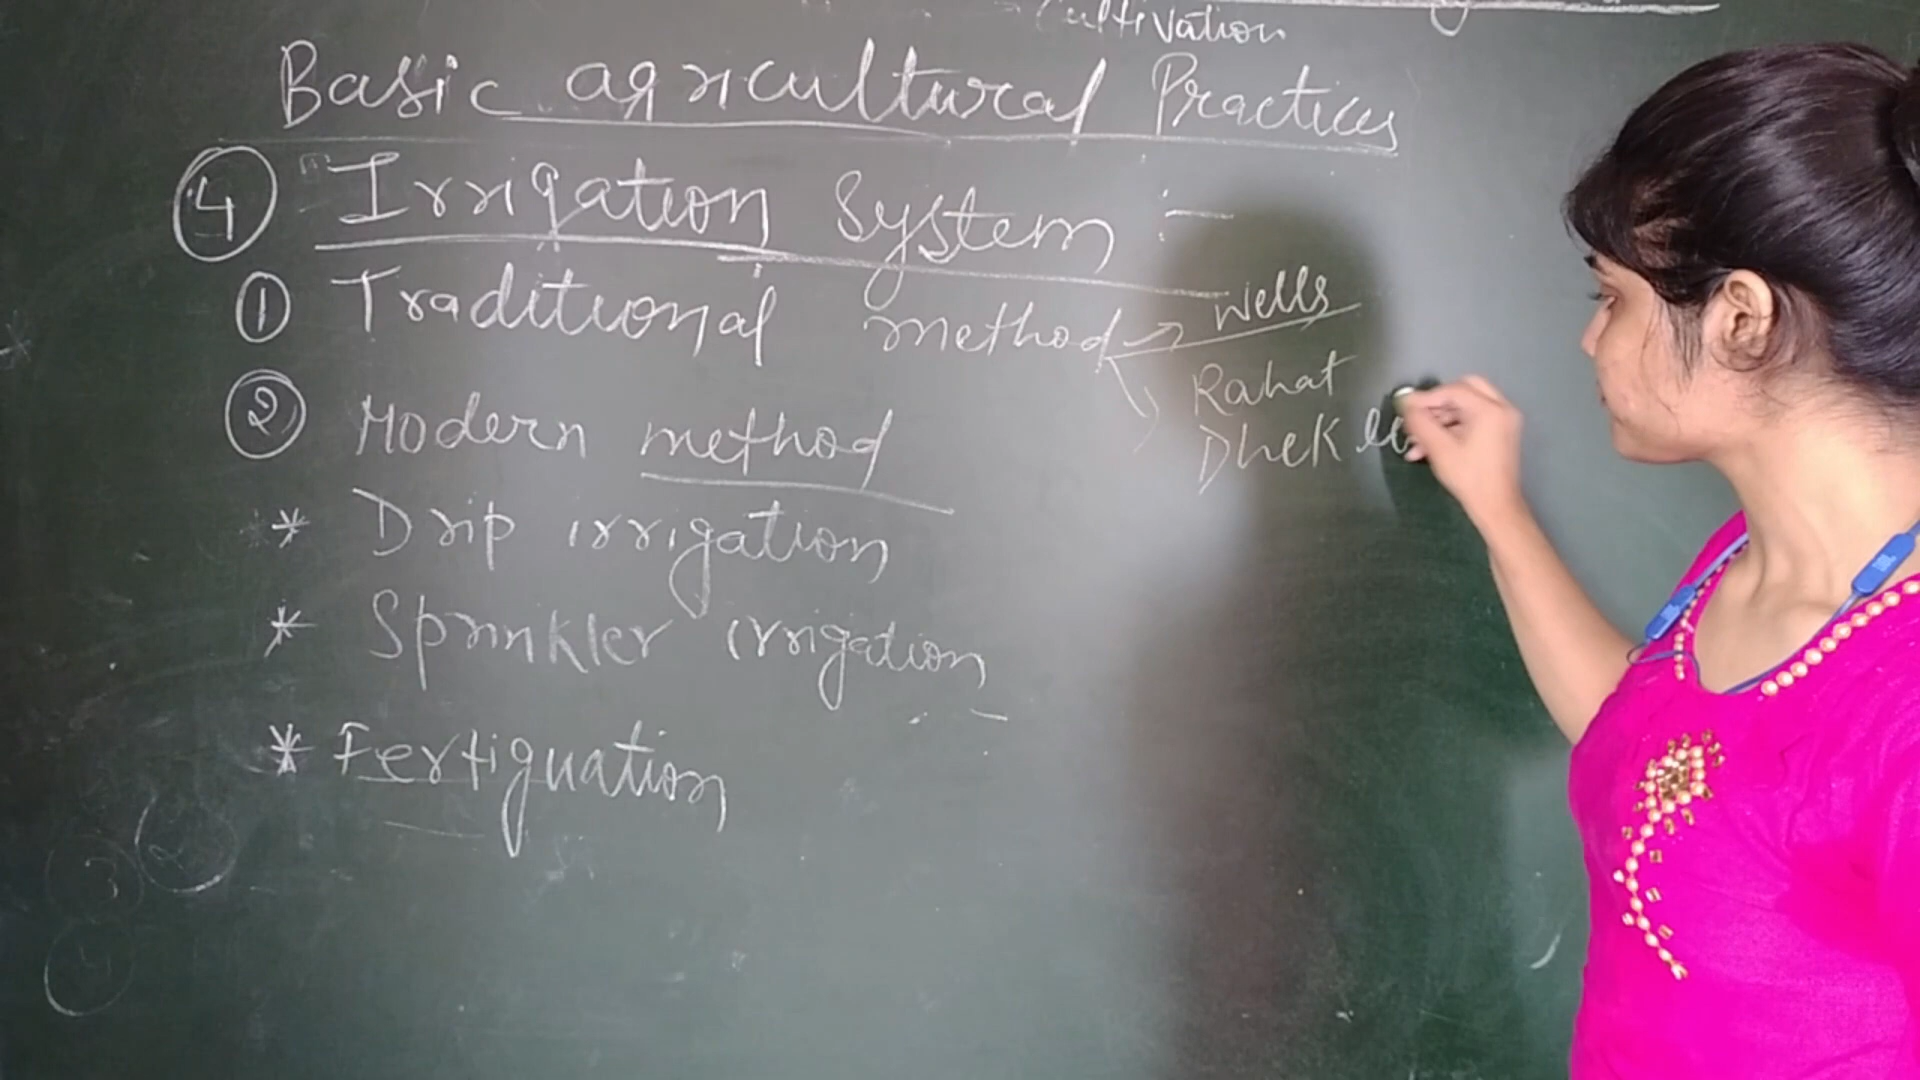 Cultivation
Basic agricultural Practices
④ Irrigation System :-
① Traditional method → Wells
Rahat
② Modern method
* Drip irrigation
* Sprinkler irrigation
* Fertiguation